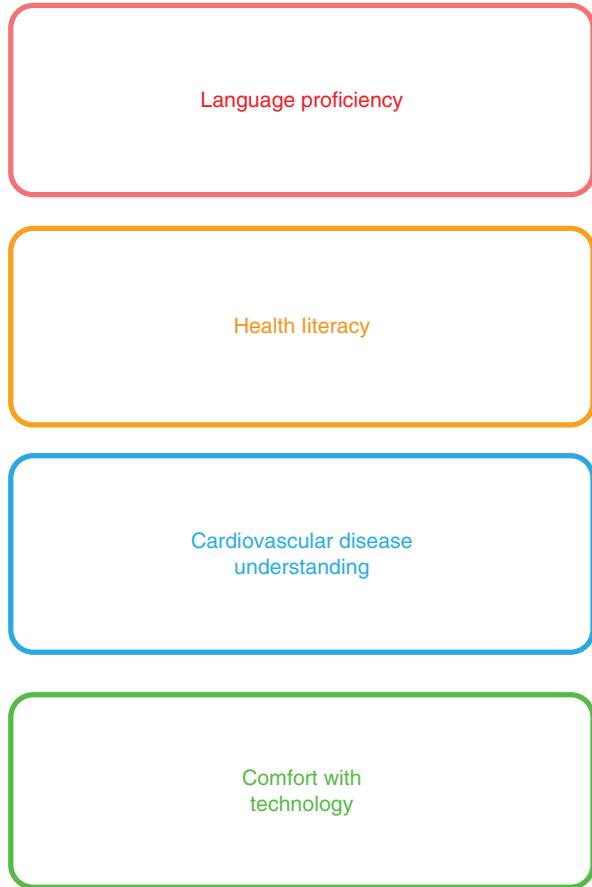 Language proficiency
Health literacy
Cardiovascular disease
understanding
Comfort with
technology